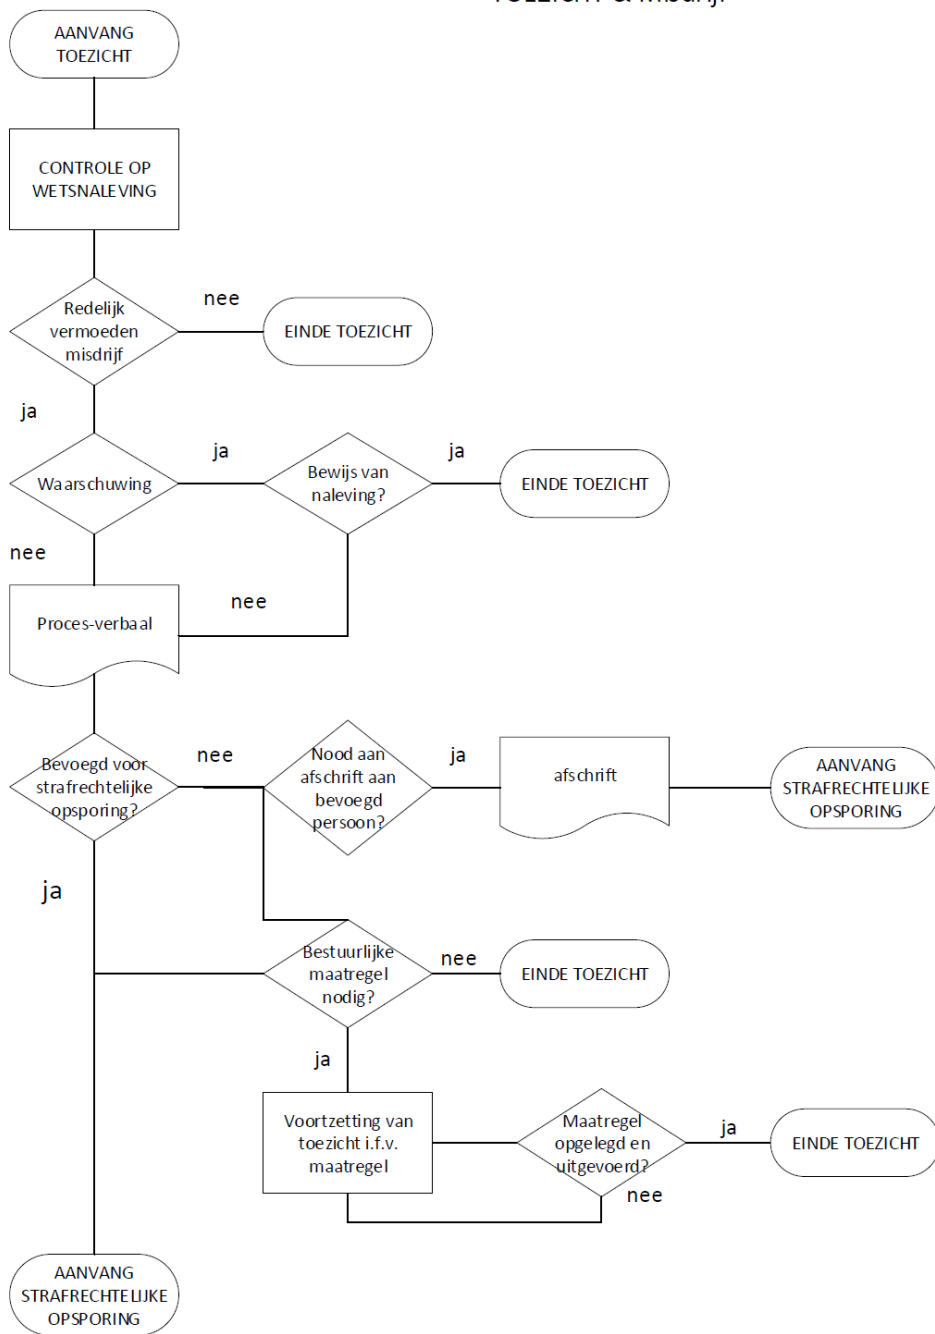 TOEZICHT & Misdrijf
AANVANG
TOEZICHT
CONTROLE OP
WETSNALEVING
Redelijk
vermoeden
misdrijf
nee
EINDE TOEZICHT
ja
Waarschuwing
ja
Bewijs van
naleving?
ja
EINDE TOEZICHT
nee
Proces-verbaal
nee
Bevoegd voor
strafrechtelijke
opsporing?
nee
Nood aan
afschrift aan
bevoegd
persoon?
ja
afschrift
AANVANG
STRAFRECHTELIJKE
OPSPORING
ja
Bestuurlijke
maatregel
nodig?
nee
EINDE TOEZICHT
ja
Voortzetting van
toezicht i.f.v.
maatregel
Maatregel
opgelegd en
uitgevoerd?
ja
EINDE TOEZICHT
nee
AANVANG
STRAFRECHTELIJKE
OPSPORING